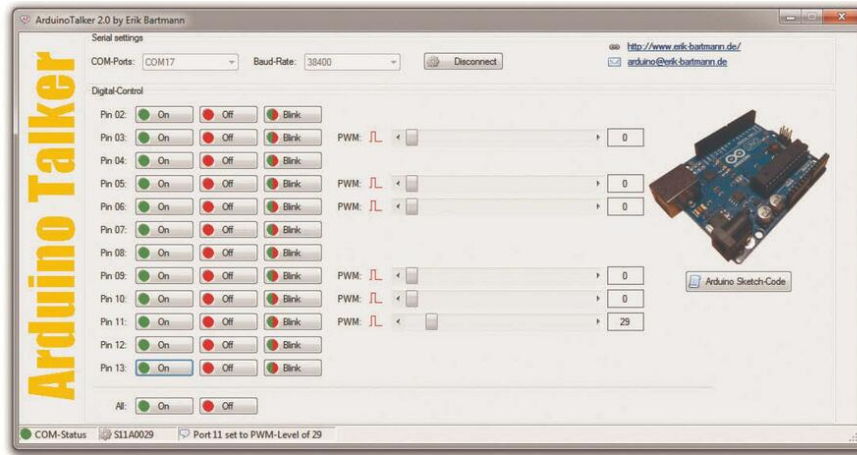 ArduinoTalker 2.0 by Erik Bartmann
Arduino Talker
Serial settings
COM-Ports: COM17 Baud-Rate: 38400 Disconnect
http://www.erik-bartmann.de/
arduino@erik-bartmann.de
Digital-Control
Pin 02: On Off Blink
Pin 03: On Off Blink PWM: 0
Pin 04: On Off Blink
Pin 05: On Off Blink PWM: 0
Pin 06: On Off Blink PWM: 0
Pin 07: On Off Blink
Pin 08: On Off Blink
Pin 09: On Off Blink PWM: 0
Arduino Sketch-Code
Pin 10: On Off Blink PWM: 0
Pin 11: On Off Blink PWM: 29
Pin 12: On Off Blink
Pin 13: On Off Blink
All: On Off
COM-Status S11A0029 Port 11 set to PWM-Level of 29